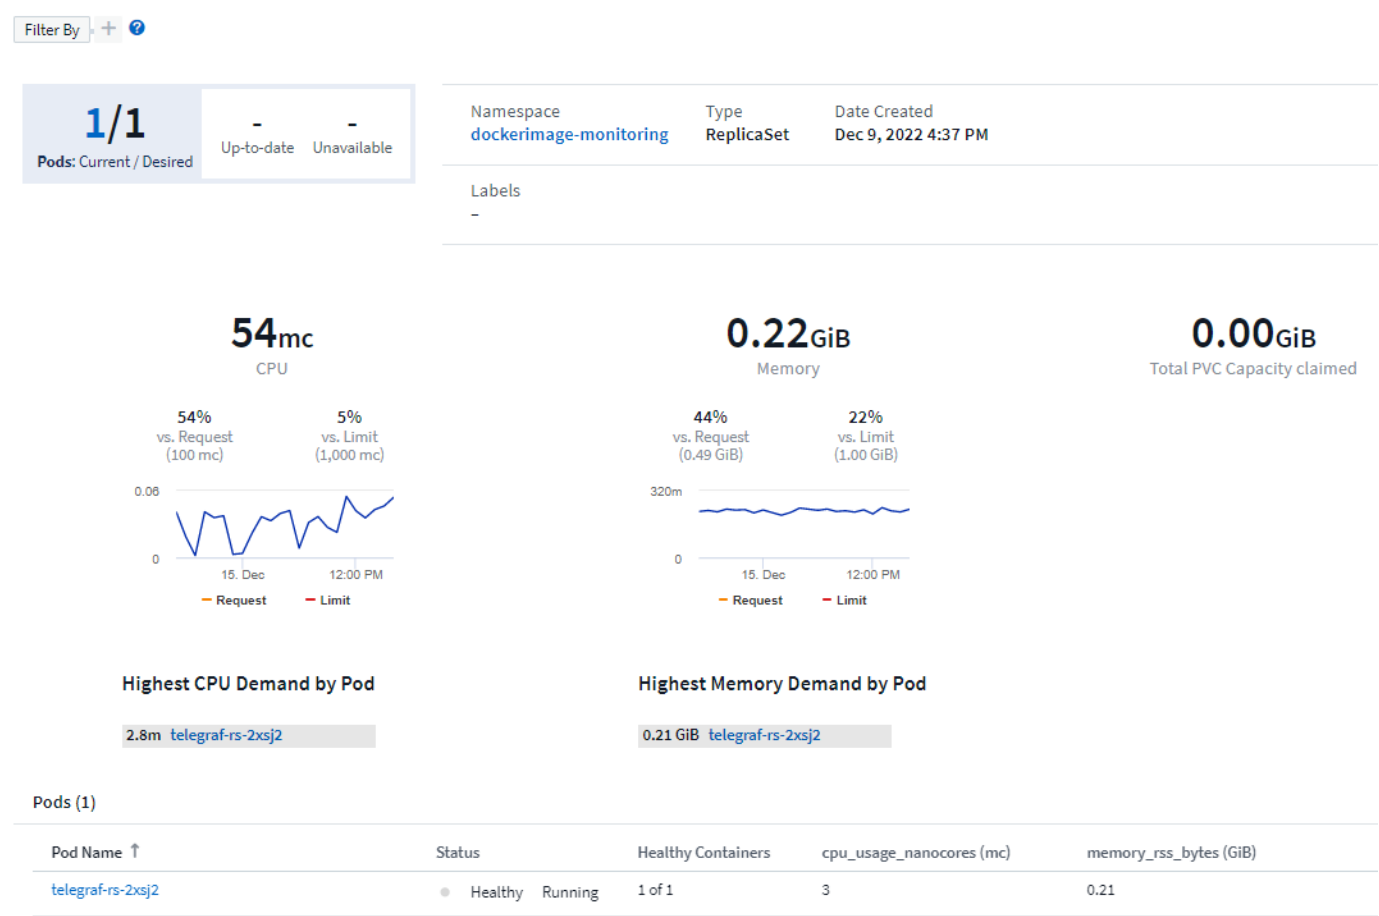 Filter By + ?
1/1
Pods: Current / Desired
-
Up-to-date
-
Unavailable
Namespace
dockerimage-monitoring
Type
ReplicaSet
Date Created
Dec 9, 2022 4:37 PM
Labels
–
54mc
CPU
54%
vs. Request
(100 mc)
5%
vs. Limit
(1,000 mc)
0.06
0
15. Dec
12:00 PM
Request
Limit
0.22GiB
Memory
44%
vs. Request
(0.49 GiB)
22%
vs. Limit
(1.00 GiB)
320m
0
15. Dec
12:00 PM
Request
Limit
0.00GiB
Total PVC Capacity claimed
Highest CPU Demand by Pod
2.8m telegraf-rs-2xsj2
Highest Memory Demand by Pod
0.21 GiB telegraf-rs-2xsj2
Pods (1)
Pod Name ↑ Status Healthy Containers cpu_usage_nanocores (mc) memory_rss_bytes (GiB)
telegraf-rs-2xsj2 Healthy Running 1 of 1 3 0.21